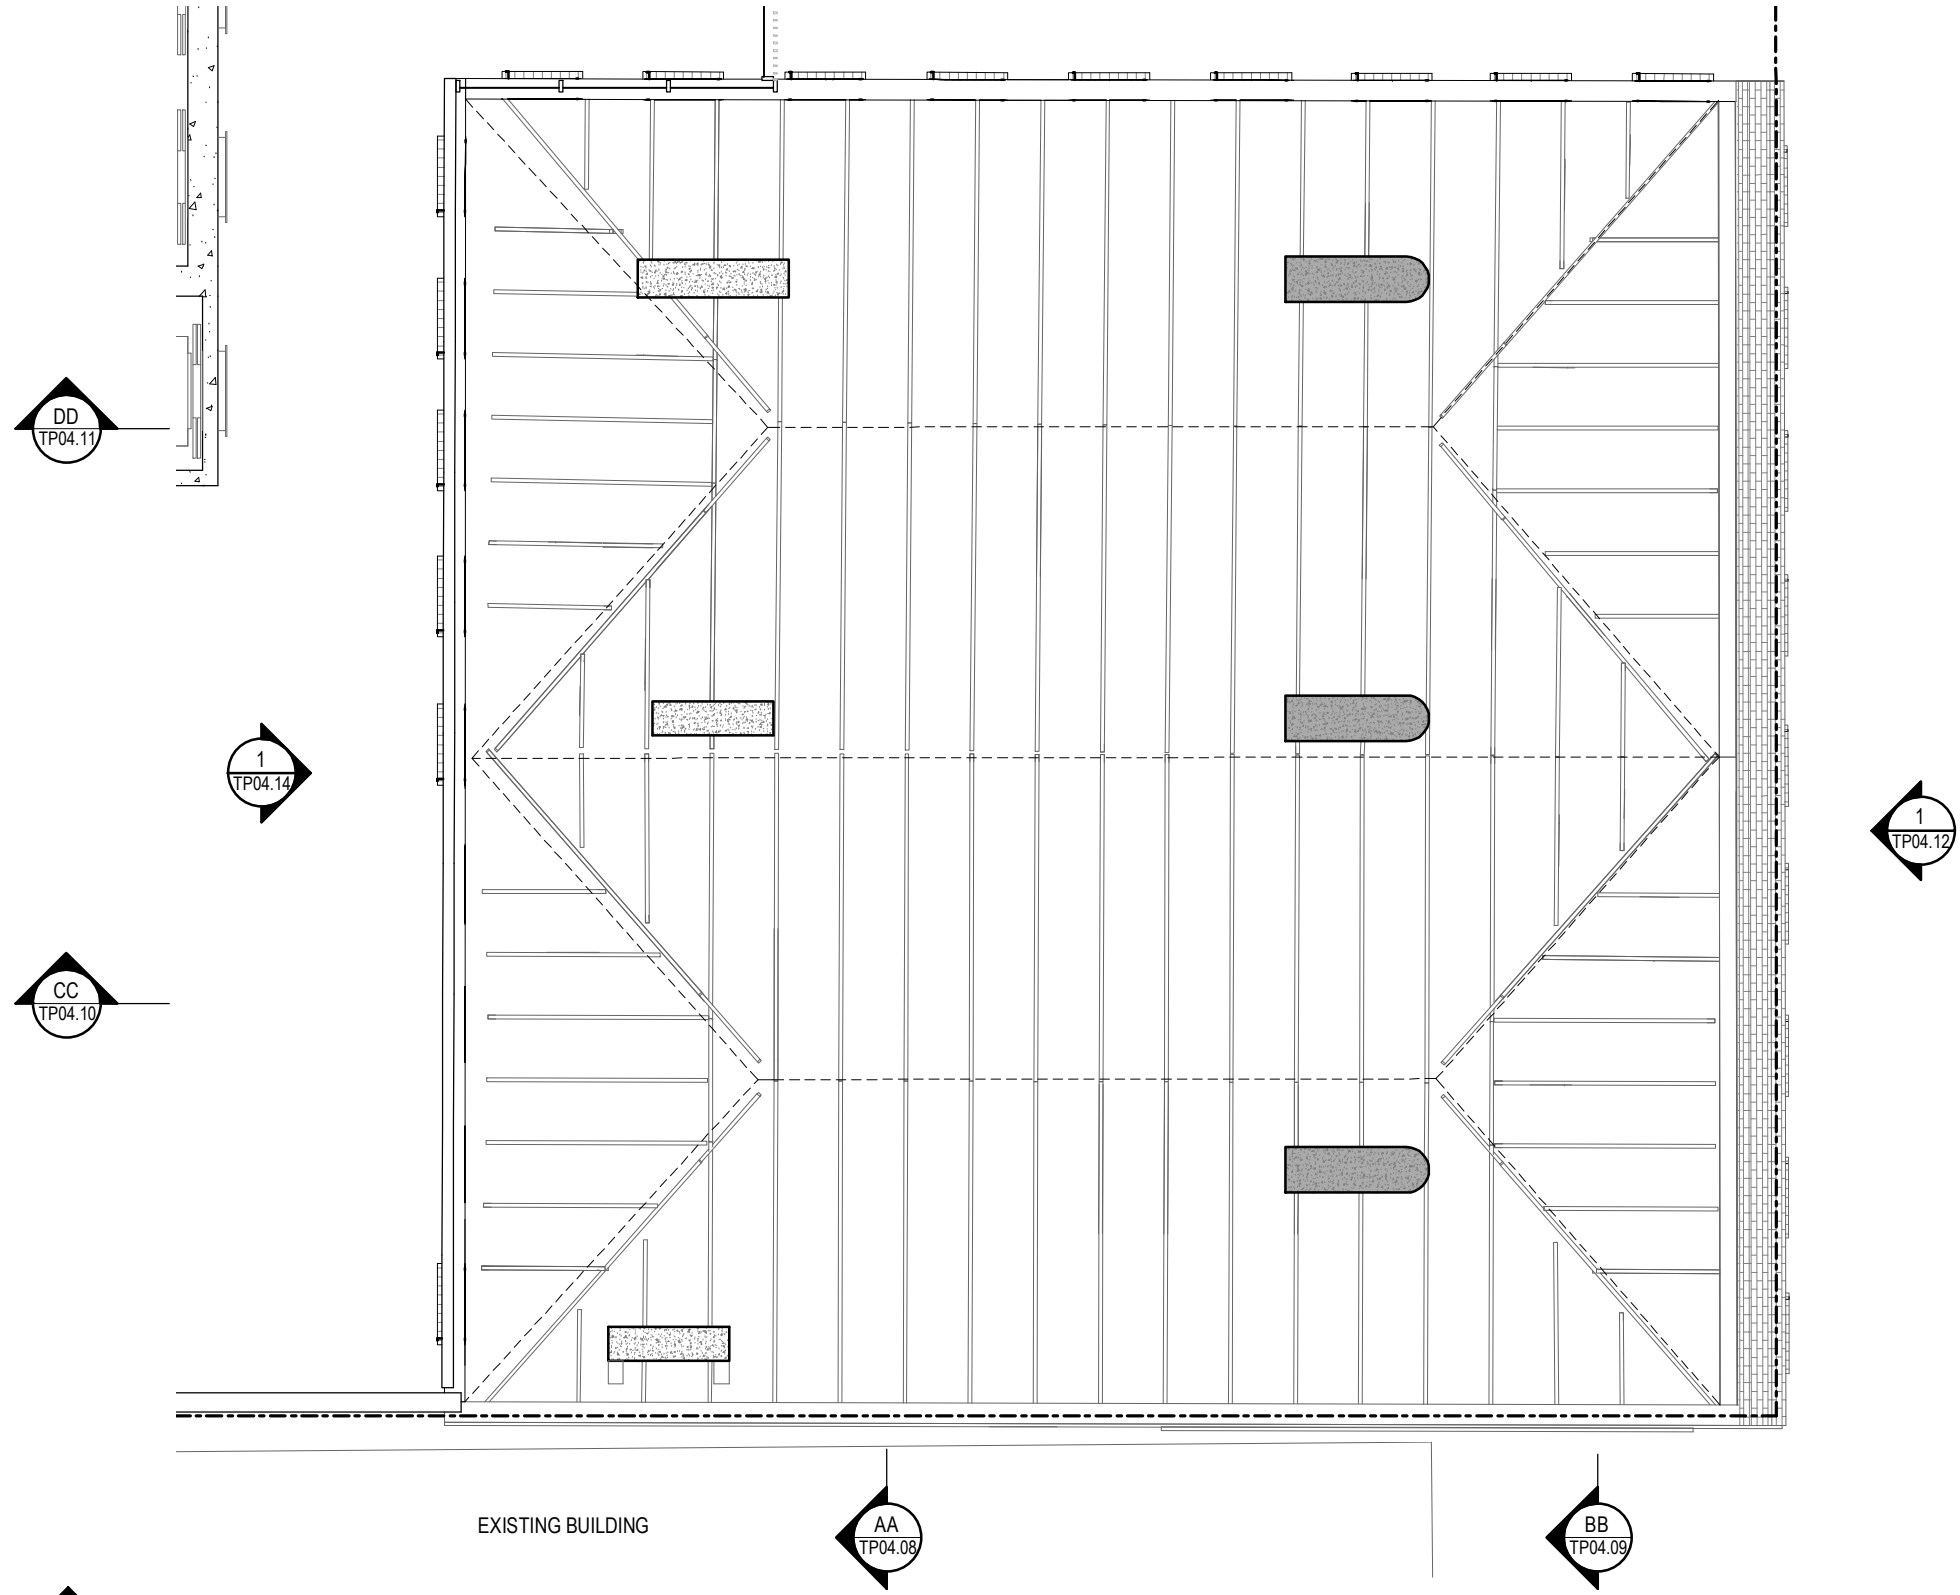 DD
TP04.11
1
TP04.14
1
TP04.12
CC
TP04.10
EXISTING BUILDING
AA
TP04.08
BB
TP04.09